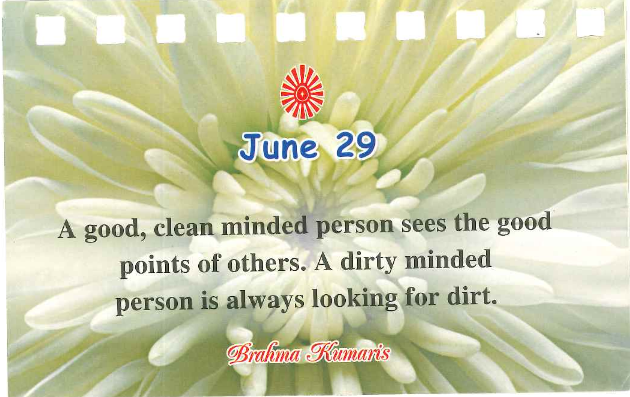 June 29
A good, clean minded person sees the good
points of others. A dirty minded
person is always looking for dirt.
Brahma Kumaris